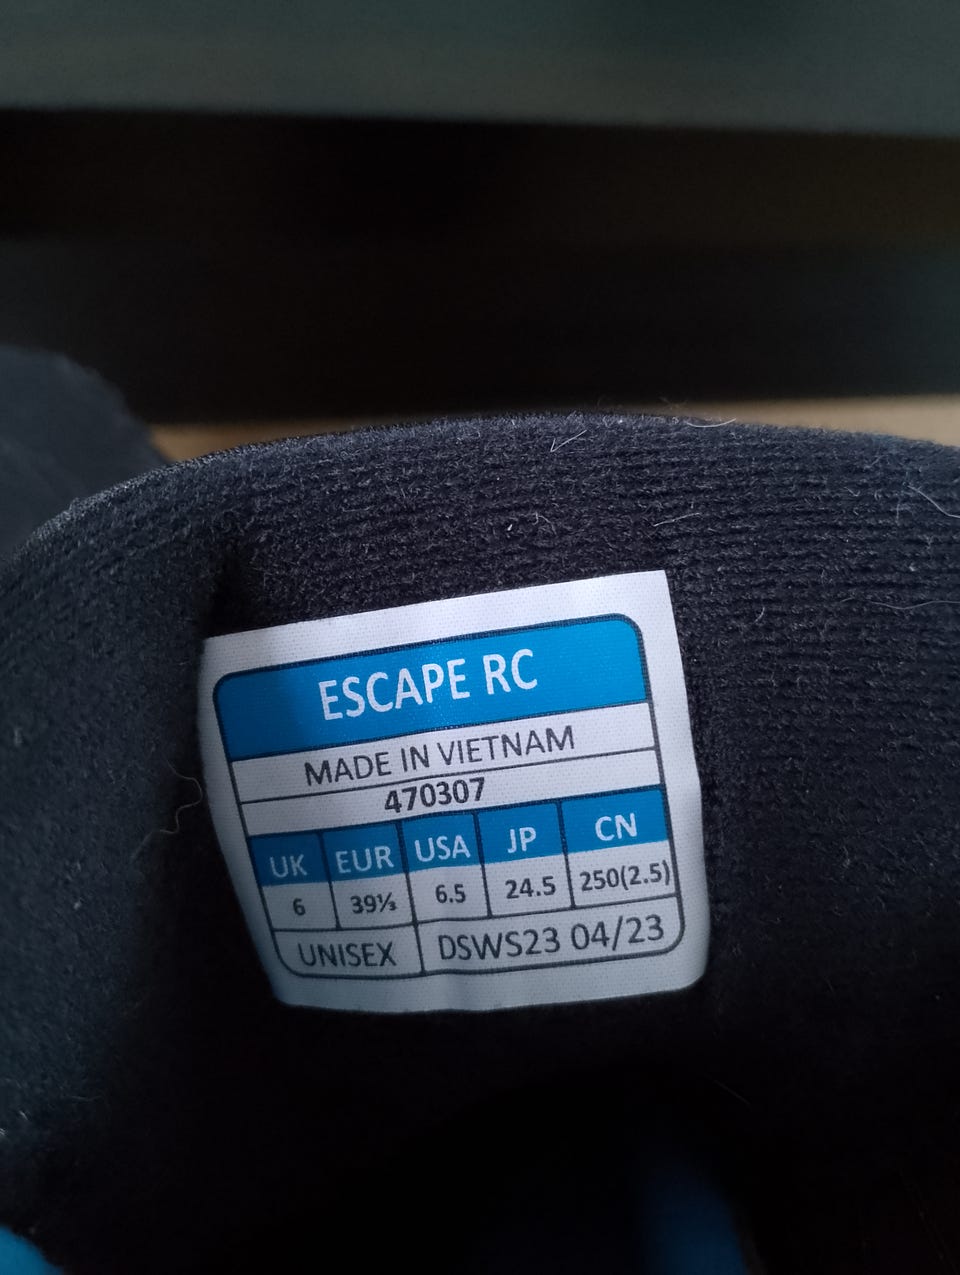 ESCAPE RC
MADE IN VIETNAM
470307
UK EUR USA JP CN
6 39⅓ 6.5 24.5 250(2.5)
UNISEX DSWS23 04/23